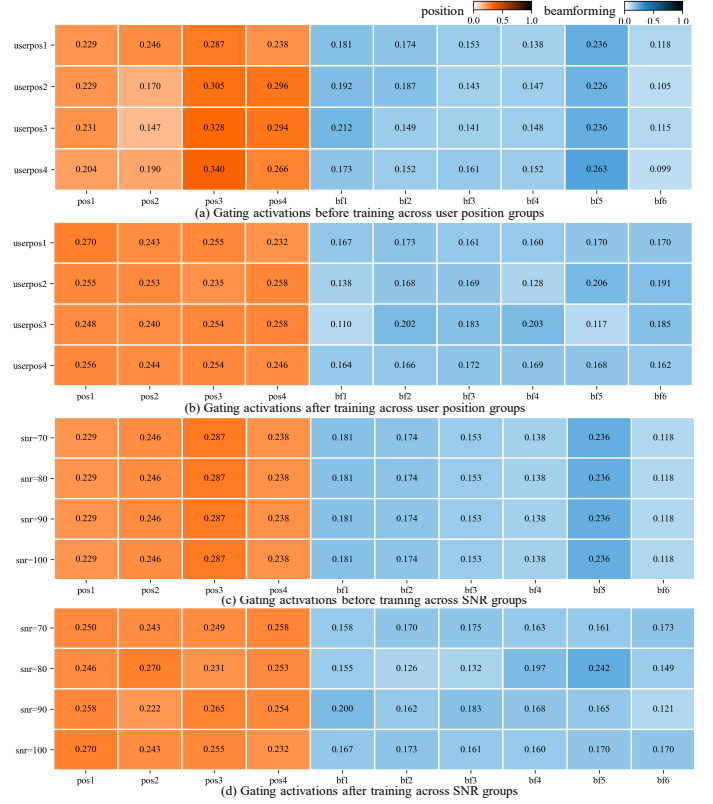 position 0.0 0.5 1.0 beamforming 0.0 0.5 1.0
userpos1 0.229 0.246 0.287 0.238 0.181 0.174 0.153 0.138 0.236 0.118
userpos2 0.229 0.170 0.305 0.296 0.192 0.187 0.143 0.147 0.226 0.105
userpos3 0.231 0.147 0.328 0.294 0.212 0.149 0.141 0.148 0.236 0.115
userpos4 0.204 0.190 0.340 0.266 0.173 0.152 0.161 0.152 0.263 0.099
pos1 pos2 pos3 pos4 bf1 bf2 bf3 bf4 bf5 bf6
(a) Gating activations before training across user position groups
userpos1 0.270 0.243 0.255 0.232 0.167 0.173 0.161 0.160 0.170 0.170
userpos2 0.255 0.253 0.235 0.258 0.138 0.168 0.169 0.128 0.206 0.191
userpos3 0.248 0.240 0.254 0.258 0.110 0.202 0.183 0.203 0.117 0.185
userpos4 0.256 0.244 0.254 0.246 0.164 0.166 0.172 0.169 0.168 0.162
pos1 pos2 pos3 pos4 bf1 bf2 bf3 bf4 bf5 bf6
(b) Gating activations after training across user position groups
snr=70 0.229 0.246 0.287 0.238 0.181 0.174 0.153 0.138 0.236 0.118
snr=80 0.229 0.246 0.287 0.238 0.181 0.174 0.153 0.138 0.236 0.118
snr=90 0.229 0.246 0.287 0.238 0.181 0.174 0.153 0.138 0.236 0.118
snr=100 0.229 0.246 0.287 0.238 0.181 0.174 0.153 0.138 0.236 0.118
pos1 pos2 pos3 pos4 bf1 bf2 bf3 bf4 bf5 bf6
(c) Gating activations before training across SNR groups
snr=70 0.250 0.243 0.249 0.258 0.158 0.170 0.175 0.163 0.161 0.173
snr=80 0.246 0.270 0.231 0.253 0.155 0.126 0.132 0.197 0.242 0.149
snr=90 0.258 0.222 0.265 0.254 0.200 0.162 0.183 0.168 0.165 0.121
snr=100 0.270 0.243 0.255 0.232 0.167 0.173 0.161 0.160 0.170 0.170
pos1 pos2 pos3 pos4 bf1 bf2 bf3 bf4 bf5 bf6
(d) Gating activations after training across SNR groups